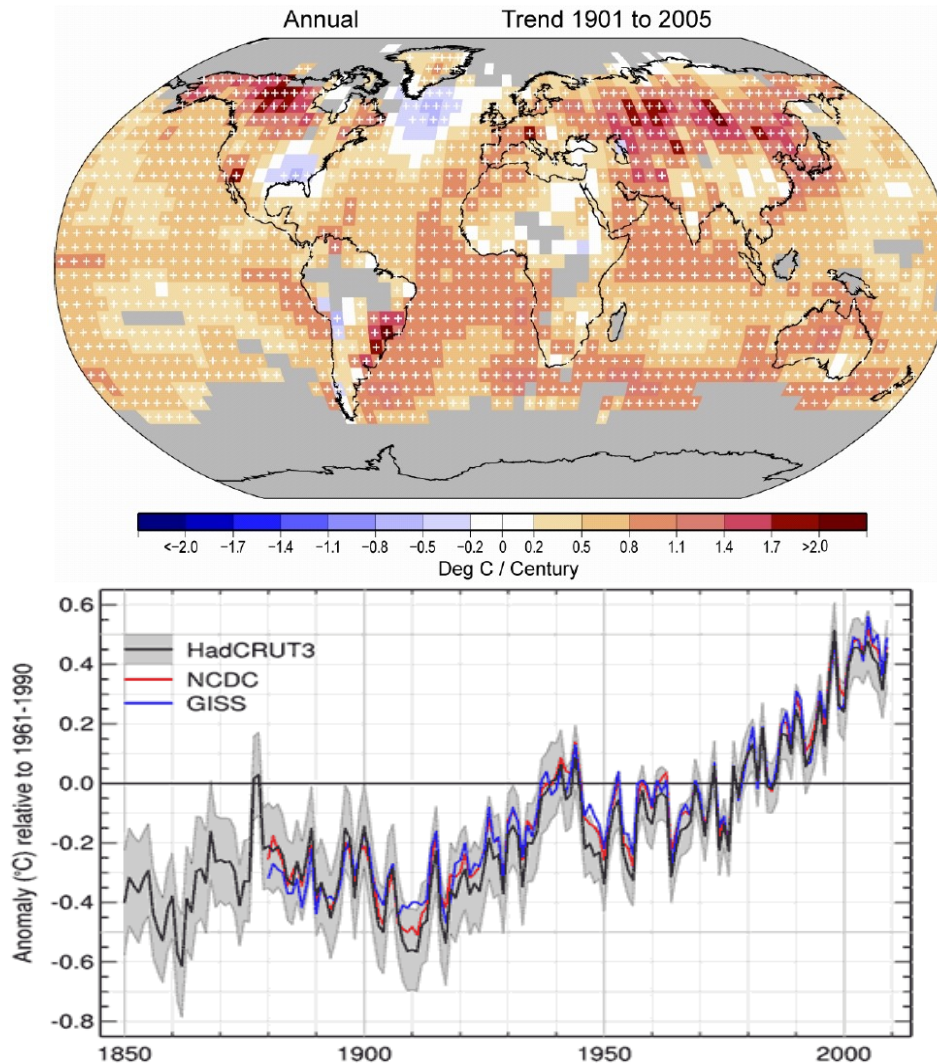 Annual Trend 1901 to 2005
<−2.0 −1.7 −1.4 −1.1 −0.8 −0.5 −0.2 0 0.2 0.5 0.8 1.1 1.4 1.7 >2.0
Deg C / Century
0.6
0.4
0.2
0.0
-0.2
-0.4
-0.6
-0.8
Anomaly (°C) relative to 1961-1990
HadCRUT3
NCDC
GISS
1850 1900 1950 2000